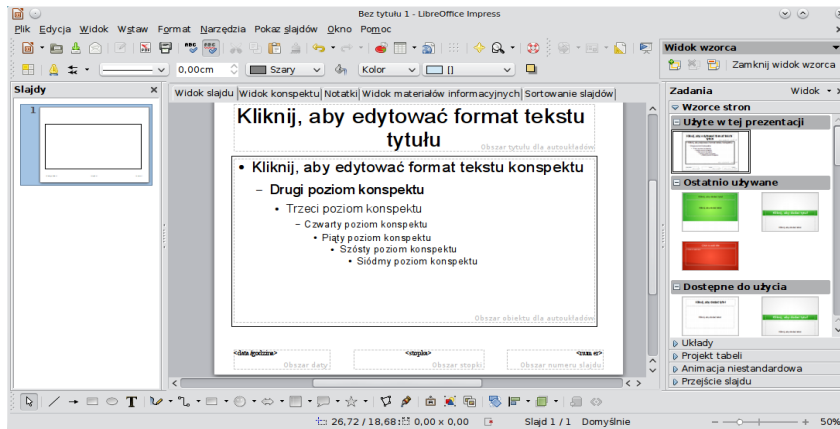 Bez tytułu 1 - LibreOffice Impress
Plik Edycja Widok Wstaw Format Narzędzia Pokaz slajdów Okno Pomoc
Widok wzorca
Zamknij widok wzorca
0,00cm Szary Kolor
Slajdy
1
Widok slajdu Widok konspektu Notatki Widok materiałów informacyjnych Sortowanie slajdów
Kliknij, aby edytować format tekstu
tytułu
Obszar tytułu dla autoukładów
• Kliknij, aby edytować format tekstu konspektu
– Drugi poziom konspektu
• Trzeci poziom konspektu
– Czwarty poziom konspektu
• Piąty poziom konspektu
• Szósty poziom konspektu
• Siódmy poziom konspektu
Obszar obiektu dla autoukładów
<data/godzina> <stopka>
Obszar daty Obszar stopki Obszar numeru slajdu
Zadania Widok
Wzorce stron
Użyte w tej prezentacji
Ostatnio używane
Dostępne do użycia
Układy
Projekt tabeli
Animacja niestandardowa
Przejście slajdu
26,72 / 18,68 0,00 x 0,00 Slajd 1 / 1 Domyślnie 50%